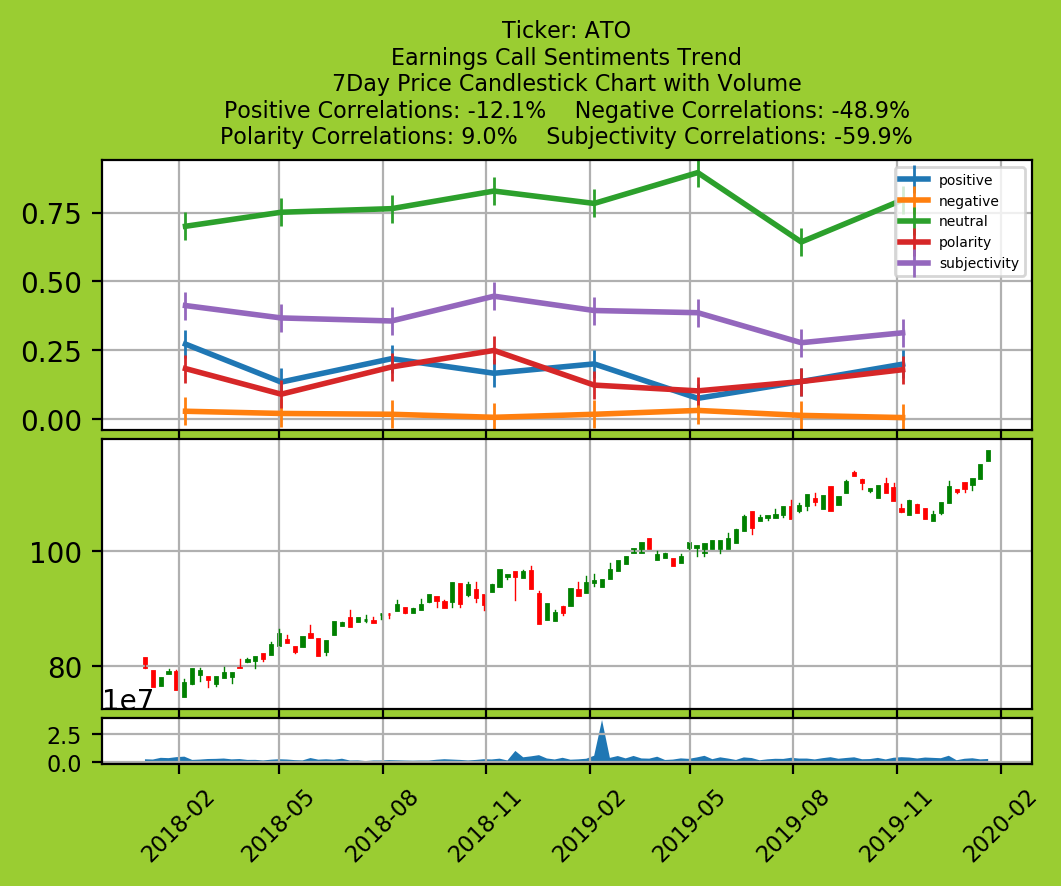 Ticker: ATO
Earnings Call Sentiments Trend
7Day Price Candlestick Chart with Volume
Positive Correlations: -12.1%    Negative Correlations: -48.9%
Polarity Correlations: 9.0%    Subjectivity Correlations: -59.9%
positive
negative
neutral
polarity
subjectivity
0.75
0.50
0.25
0.00
100
80
1e7
2.5
0.0
2018-02 2018-05 2018-08 2018-11 2019-02 2019-05 2019-08 2019-11 2020-02